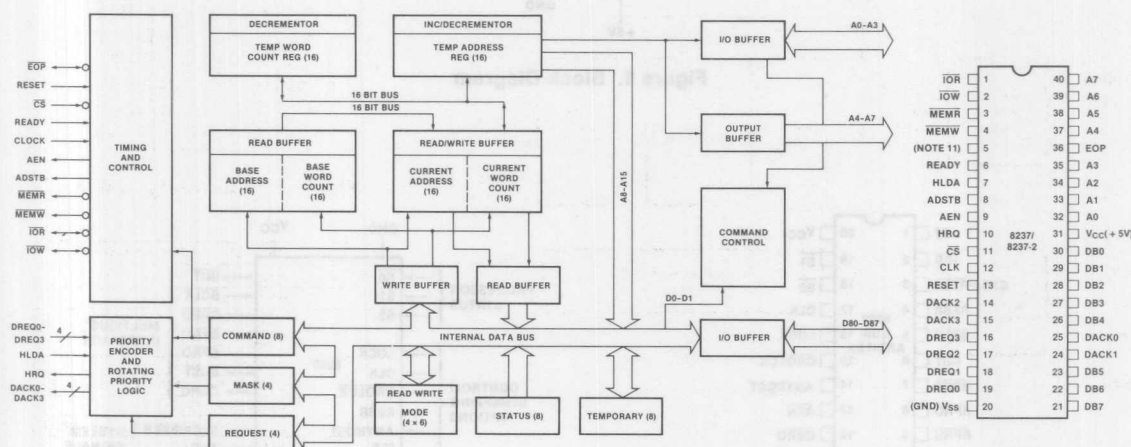 DECREMENTOR
TEMP WORD
COUNT REG (16)
INC/DECREMENTOR
TEMP ADDRESS
REG (16)
16 BIT BUS
16 BIT BUS
READ BUFFER
BASE
ADDRESS
(16)
BASE
WORD
COUNT
(16)
READ/WRITE BUFFER
CURRENT
ADDRESS
(16)
CURRENT
WORD
COUNT
(16)
WRITE BUFFER
READ BUFFER
A8–A15
I/O BUFFER
A0–A3
OUTPUT
BUFFER
A4–A7
COMMAND
CONTROL
D0–D1
INTERNAL DATA BUS
I/O BUFFER
D80–D87
EOP
RESET
CS
READY
CLOCK
AEN
ADSTB
MEMR
MEMW
IOR
IOW
TIMING
AND
CONTROL
DREQ0-
DREQ3
4
HLDA
HRQ
DACK0-
DACK3
4
PRIORITY
ENCODER
AND
ROTATING
PRIORITY
LOGIC
COMMAND (8)
MASK (4)
REQUEST (4)
READ WRITE
MODE
(4 × 6)
STATUS (8)
TEMPORARY (8)
IOR 1 40 A7
IOW 2 39 A6
MEMR 3 38 A5
MEMW 4 37 A4
(NOTE 11) 5 36 EOP
READY 6 35 A3
HLDA 7 34 A2
ADSTB 8 33 A1
AEN 9 32 A0
HRQ 10 31 VCC(+5V)
8237/
8237-2
CS 11 30 DB0
CLK 12 29 DB1
RESET 13 28 DB2
DACK2 14 27 DB3
DACK3 15 26 DB4
DREQ3 16 25 DACK0
DREQ2 17 24 DACK1
DREQ1 18 23 DB5
DREQ0 19 22 DB6
(GND) VSS 20 21 DB7
Figure 1. Block Diagram